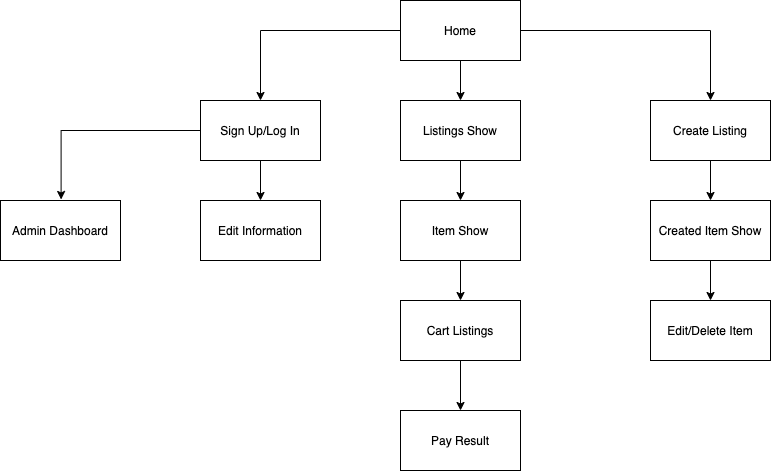 Home
Sign Up/Log In
Listings Show
Create Listing
Admin Dashboard
Edit Information
Item Show
Created Item Show
Cart Listings
Edit/Delete Item
Pay Result